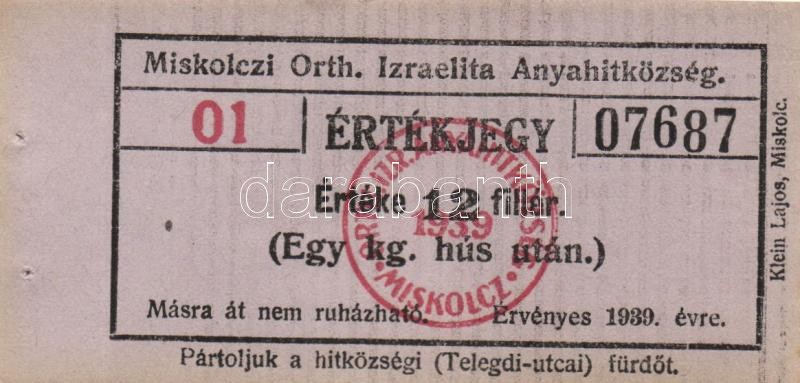 Miskolczi Orth. Izraelita Anyahitközség.
01 ÉRTÉKJEGY 07687
Értéke 12 fillér
(Egy kg. hús után.)
Másra át nem ruházható. Érvényes 1939. évre.
Pártoljuk a hitközségi (Telegdi-utcai) fürdőt.
Klein Lajos, Miskolc.
1939
MISKOLCZ
darabanth